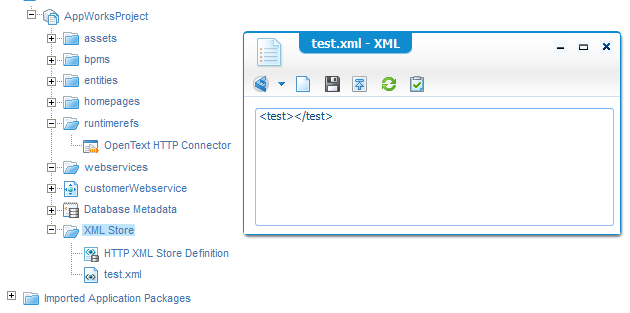 AppWorksProject
assets
bpms
entities
homepages
runtimerefs
OpenText HTTP Connector
webservices
customerWebservice
Database Metadata
XML Store
HTTP XML Store Definition
test.xml
Imported Application Packages
test.xml - XML
<test></test>